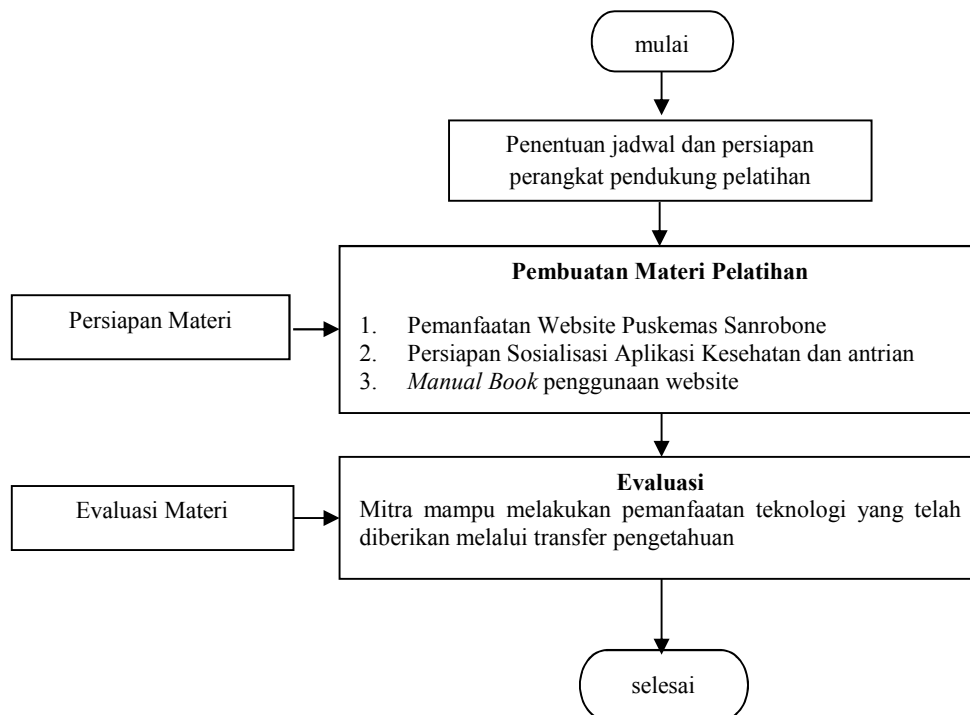 mulai
Penentuan jadwal dan persiapan
perangkat pendukung pelatihan
Pembuatan Materi Pelatihan
Persiapan Materi
1. Pemanfaatan Website Puskemas Sanrobone
2. Persiapan Sosialisasi Aplikasi Kesehatan dan antrian
3. Manual Book penggunaan website
Evaluasi
Evaluasi Materi
Mitra mampu melakukan pemanfaatan teknologi yang telah
diberikan melalui transfer pengetahuan
selesai